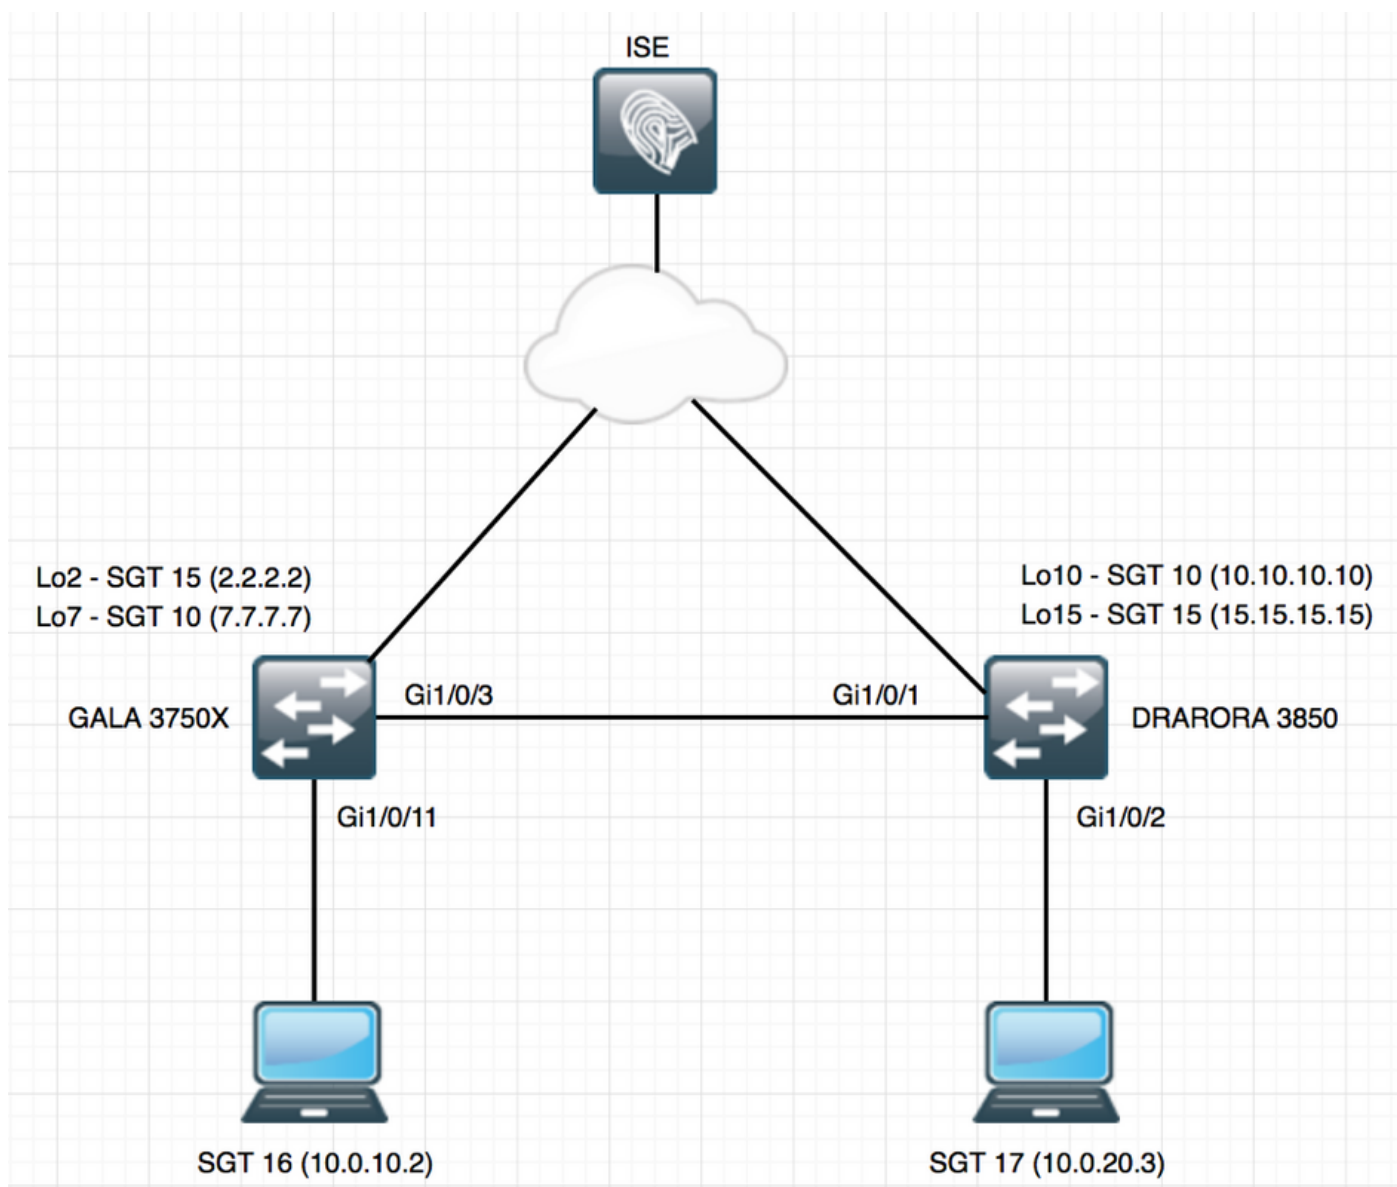 ISE
Lo2 - SGT 15 (2.2.2.2)
Lo7 - SGT 10 (7.7.7.7)
Lo10 - SGT 10 (10.10.10.10)
Lo15 - SGT 15 (15.15.15.15)
GALA 3750X
Gi1/0/3
Gi1/0/1
DRARORA 3850
Gi1/0/11
Gi1/0/2
SGT 16 (10.0.10.2)
SGT 17 (10.0.20.3)